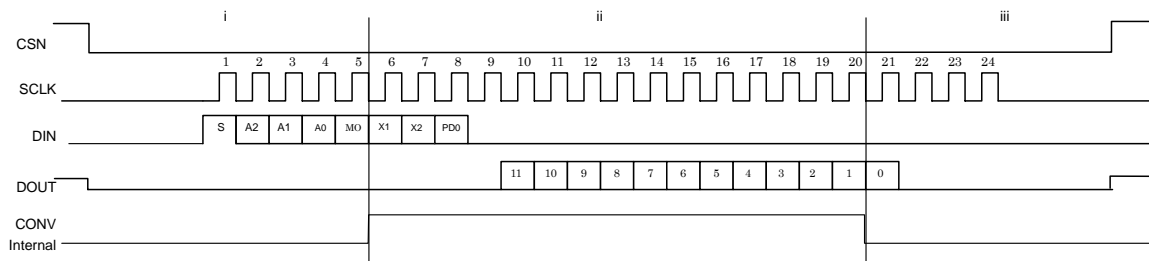 i ii iii
CSN
1 2 3 4 5 6 7 8 9 10 11 12 13 14 15 16 17 18 19 20 21 22 23 24
SCLK
S A2 A1 A0 MO X1 X2 PD0
DIN
11 10 9 8 7 6 5 4 3 2 1 0
DOUT
CONV
Internal